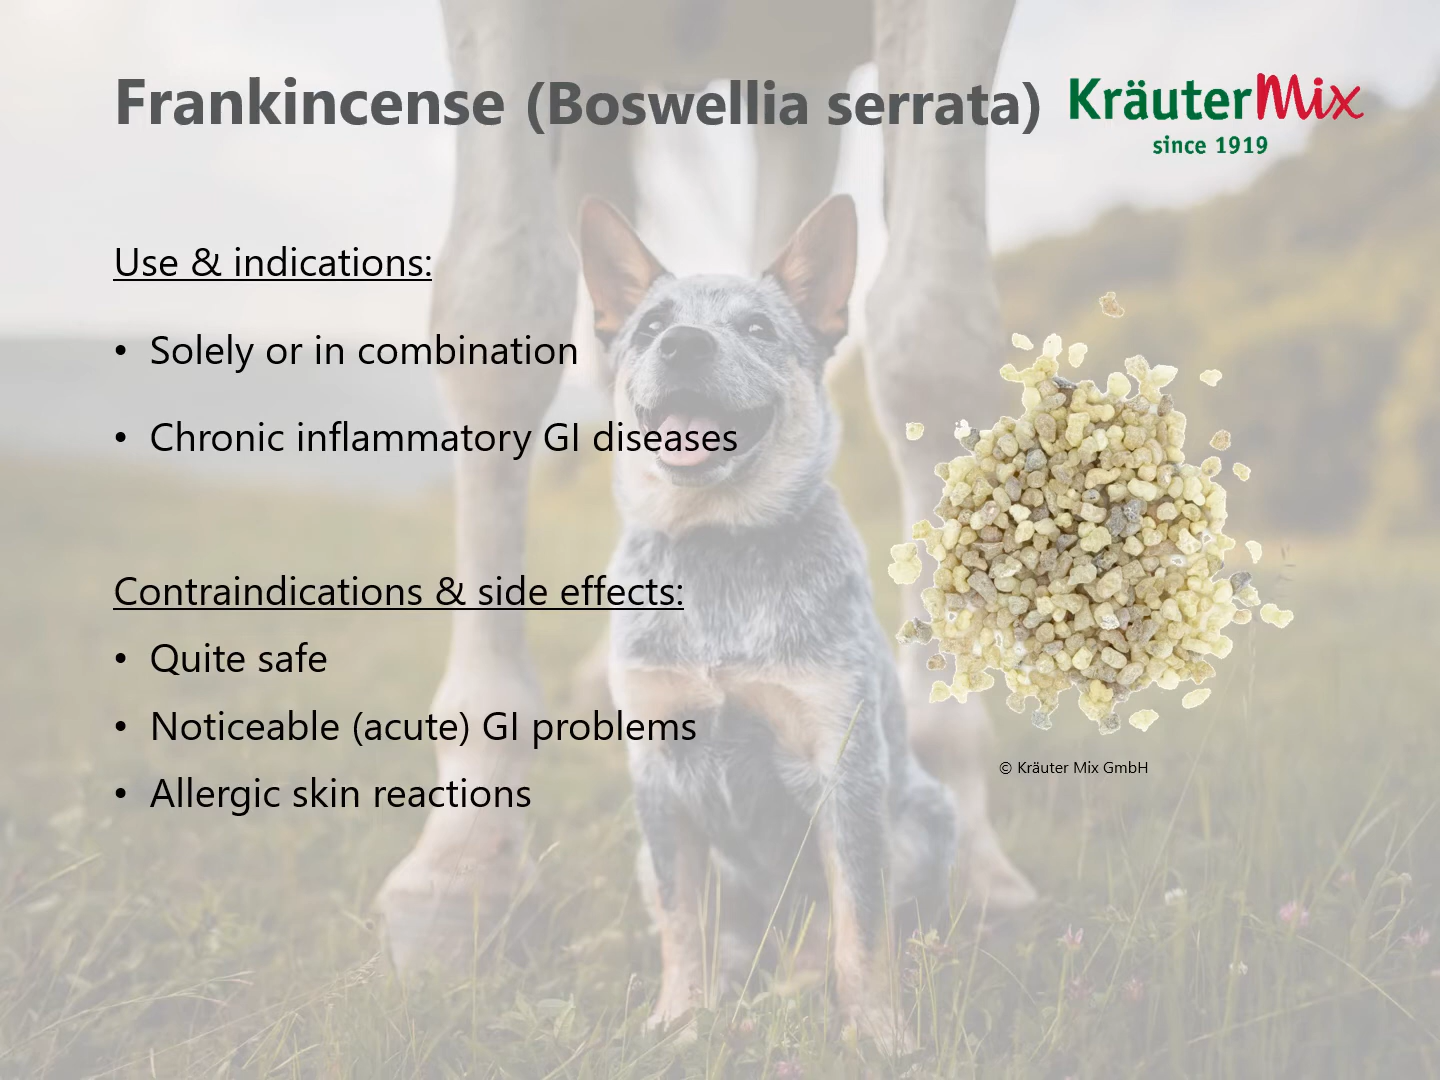 Frankincense (Boswellia serrata)
KräuterMix
since 1919
Use & indications:
• Solely or in combination
• Chronic inflammatory GI diseases
Contraindications & side effects:
• Quite safe
• Noticeable (acute) GI problems
• Allergic skin reactions
© Kräuter Mix GmbH